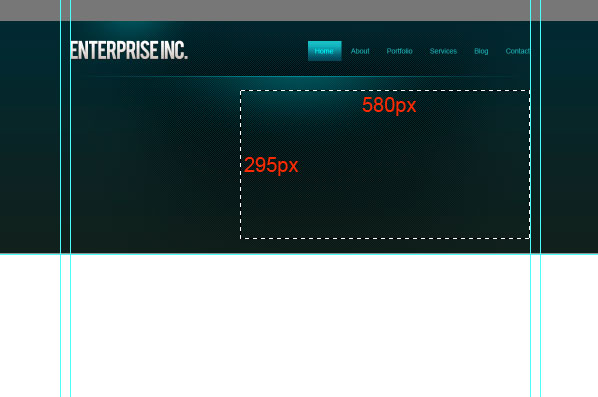 ENTERPRISE INC.
Home About Portfolio Services Blog Contact
580px
295px